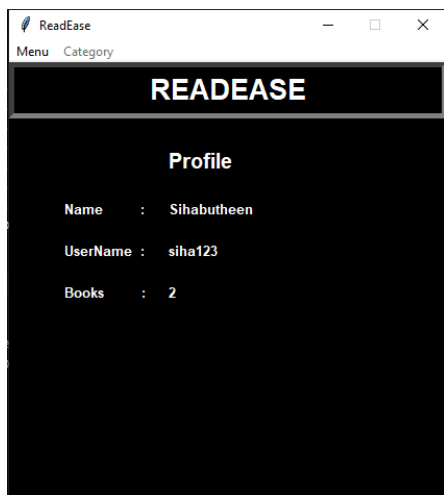 ReadEase
Menu Category
READEASE
Profile
Name : Sihabutheen
UserName : siha123
Books : 2